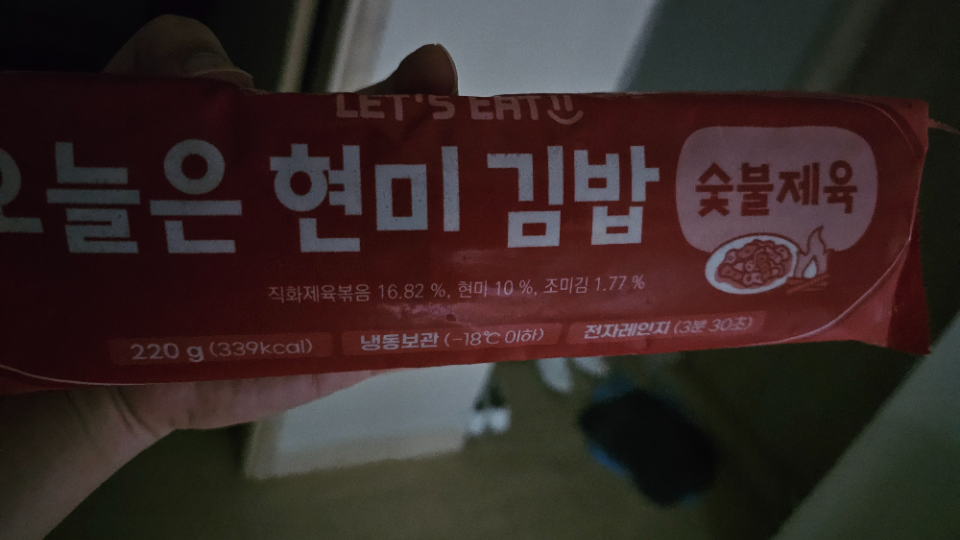 LET'S EAT
오늘은 현미 김밥
숯불제육
직화제육볶음 16.82 %, 현미 10 %, 조미김 1.77 %
220 g (339kcal)
냉동보관 (-18℃ 이하)
전자레인지 (3분 30초)